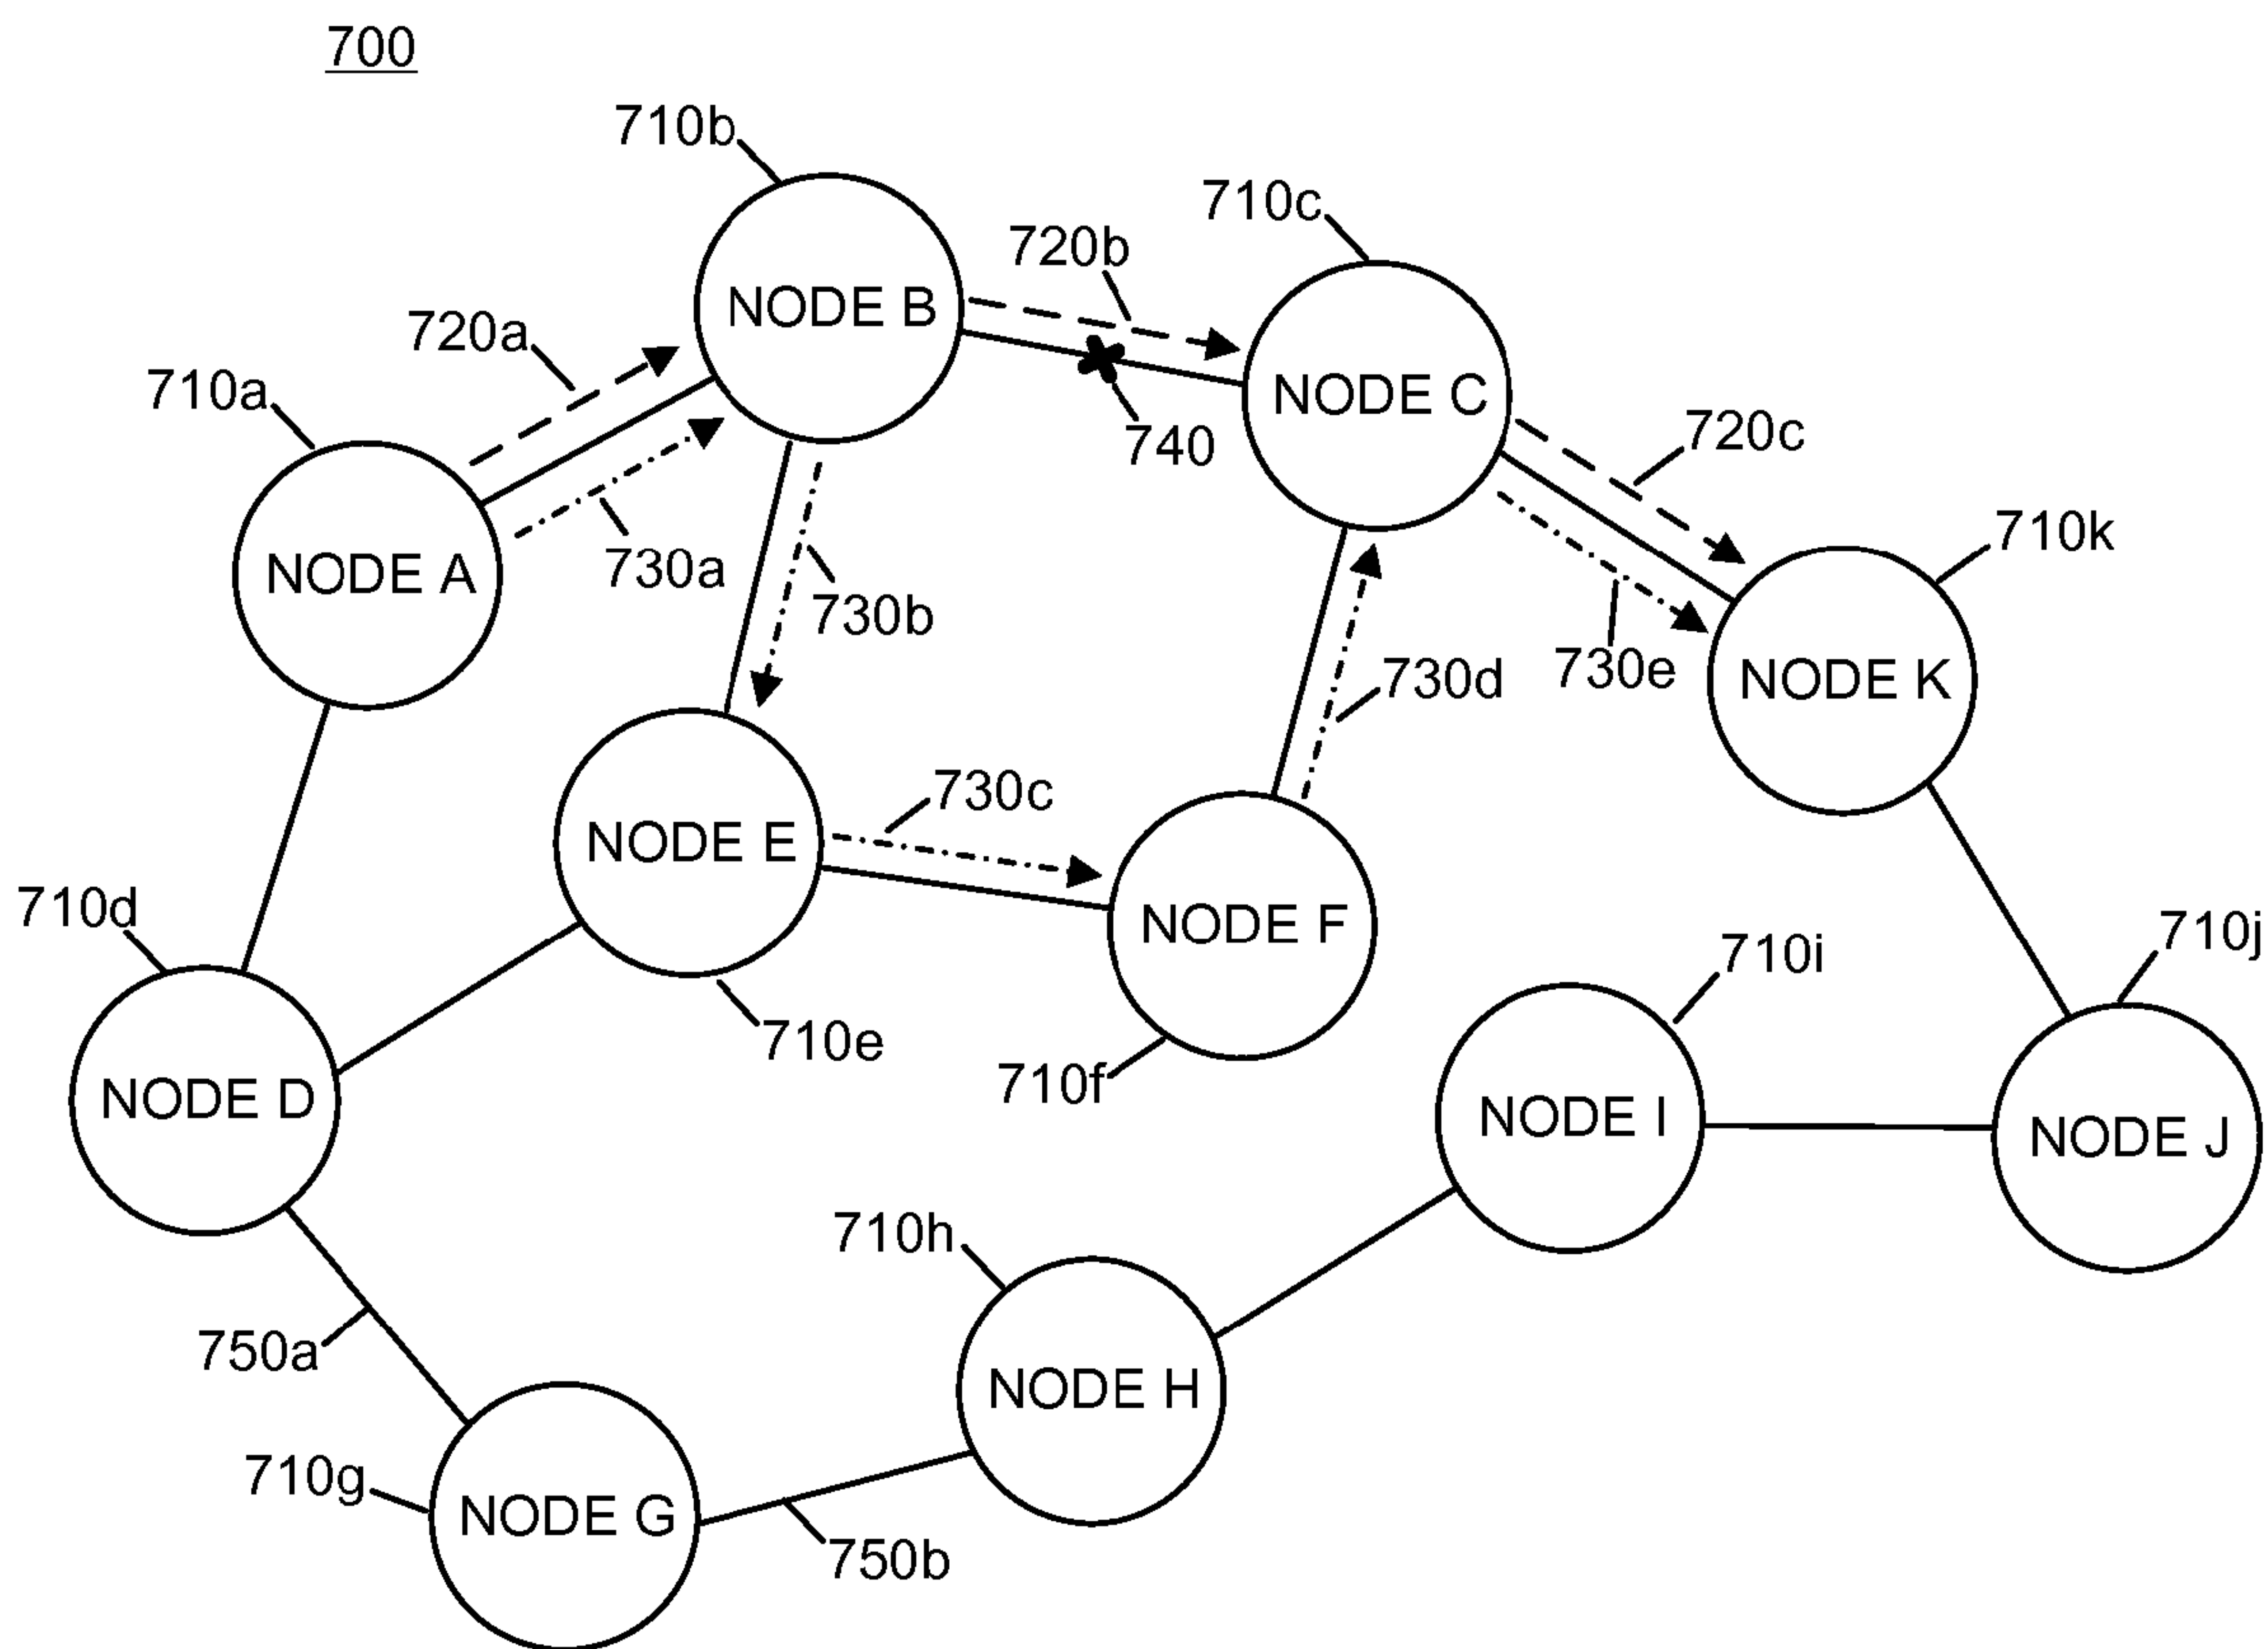 700
710b
710c
720b
NODE B
720a
710a
NODE C
740
720c
710k
730a
NODE A
730b
730d
730e
NODE K
730c
NODE E
710d
NODE F
710i
710j
710e
710f
NODE D
NODE I
NODE J
710h
750a
NODE H
710g
NODE G
750b